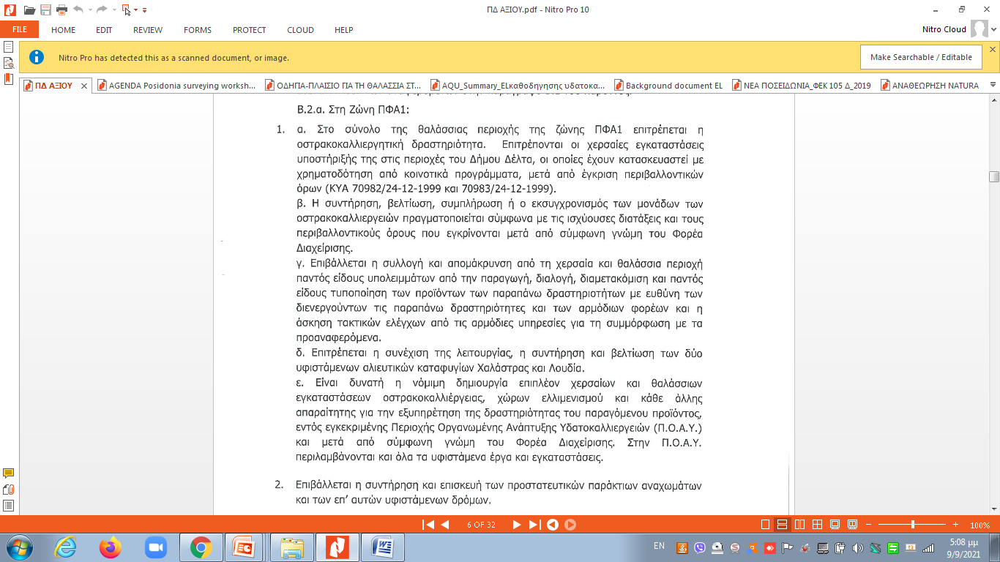 ΠΔ ΑΞΙΟΥ.pdf - Nitro Pro 10
FILE HOME EDIT REVIEW FORMS PROTECT CLOUD HELP
Nitro Cloud
Nitro Pro has detected this as a scanned document, or image.
Make Searchable / Editable
ΠΔ ΑΞΙΟΥ
AGENDA Posidonia surveying worksh...
ΟΔΗΓΙΑ-ΠΛΑΙΣΙΟ ΓΙΑ ΤΗ ΘΑΛΑΣΣΙΑ ΣΤ...
AQU_Summary_ELκαθοδηγησης υδατοκα...
Background document EL
ΝΕΑ ΠΟΣΕΙΔΩΝΙΑ_ΦΕΚ 105 Δ_2019
ΑΝΑΘΕΩΡΗΣΗ NATURA
Β.2.α. Στη Ζώνη ΠΦΑ1:
1. α. Στο σύνολο της θαλάσσιας περιοχής της ζώνης ΠΦΑ1 επιτρέπεται η
οστρακοκαλλιεργητική δραστηριότητα. Επιτρέπονται οι χερσαίες εγκαταστάσεις
υποστήριξής της στις περιοχές του Δήμου Δέλτα, οι οποίες έχουν κατασκευαστεί με
χρηματοδότηση από κοινοτικά προγράμματα, μετά από έγκριση περιβαλλοντικών
όρων (ΚΥΑ 70982/24-12-1999 και 70983/24-12-1999).
β. Η συντήρηση, βελτίωση, συμπλήρωση ή ο εκσυγχρονισμός των μονάδων των
οστρακοκαλλιεργειών πραγματοποιείται σύμφωνα με τις ισχύουσες διατάξεις και τους
περιβαλλοντικούς όρους που εγκρίνονται μετά από σύμφωνη γνώμη του Φορέα
Διαχείρισης.
γ. Επιβάλλεται η συλλογή και απομάκρυνση από τη χερσαία και θαλάσσια περιοχή
παντός είδους υπολειμμάτων από την παραγωγή, διαλογή, διαμετακόμιση και παντός
είδους τυποποίηση των προϊόντων των παραπάνω δραστηριοτήτων με ευθύνη των
διενεργούντων τις παραπάνω δραστηριότητες και των αρμόδιων φορέων και η
άσκηση τακτικών ελέγχων από τις αρμόδιες υπηρεσίες για τη συμμόρφωση με τα
προαναφερόμενα.
δ. Επιτρέπεται η συνέχιση της λειτουργίας, η συντήρηση και βελτίωση των δύο
υφιστάμενων αλιευτικών καταφυγίων Χαλάστρας και Λουδία.
ε. Είναι δυνατή η νόμιμη δημιουργία επιπλέον χερσαίων και θαλάσσιων
εγκαταστάσεων οστρακοκαλλιέργειας, χώρων ελλιμενισμού και κάθε άλλης
απαραίτητης για την εξυπηρέτηση της δραστηριότητας του παραγόμενου προϊόντος,
εντός εγκεκριμένης Περιοχής Οργανωμένης Ανάπτυξης Υδατοκαλλιεργειών (Π.Ο.Α.Υ.)
και μετά από σύμφωνη γνώμη του Φορέα Διαχείρισης. Στην Π.Ο.Α.Υ.
περιλαμβάνονται και όλα τα υφιστάμενα έργα και εγκαταστάσεις.
2. Επιβάλλεται η συντήρηση και επισκευή των προστατευτικών παράκτιων αναχωμάτων
και των επ' αυτών υφιστάμενων δρόμων.
6 OF 32
100%
EN
5:08 μμ
9/9/2021